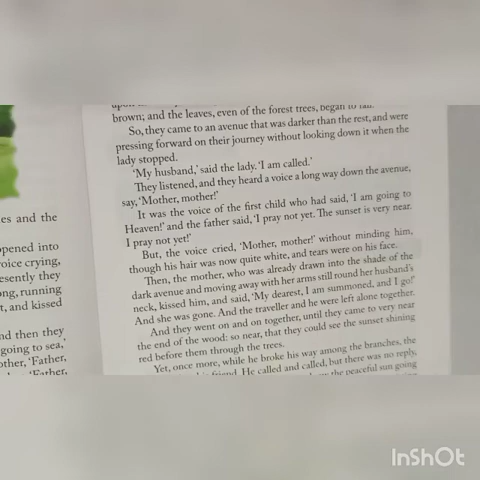 es and the
pened into
voice crying,
esently they
ong, running
t, and kissed
nd then they
going to sea,'
other, 'Father,
'Father,
brown; and the leaves, even of the forest trees, began to fall.
So, they came to an avenue that was darker than the rest, and were
pressing forward on their journey without looking down it when the
lady stopped.
'My husband,' said the lady. 'I am called.'
They listened, and they heard a voice a long way down the avenue,
say, 'Mother, mother!'
It was the voice of the first child who had said, 'I am going to
Heaven!' and the father said, 'I pray not yet. The sunset is very near.
I pray not yet!'
But, the voice cried, 'Mother, mother!' without minding him,
though his hair was now quite white, and tears were on his face.
Then, the mother, who was already drawn into the shade of the
dark avenue and moving away with her arms still round her husband's
neck, kissed him, and said, 'My dearest, I am summoned, and I go!'
And she was gone. And the traveller and he were left alone together.
And they went on and on together, until they came to very near
the end of the wood: so near, that they could see the sunset shining
red before them through the trees.
Yet, once more, while he broke his way among the branches, the
friend. He called and called, but there was no reply,
the peaceful sun going
InShOt